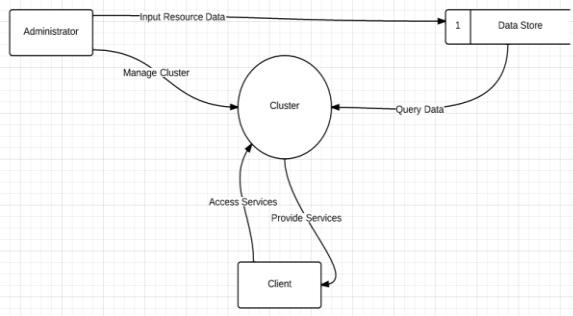 Administrator
Input Resource Data
1
Data Store
Manage Cluster
Cluster
Query Data
Access Services
Provide Services
Client